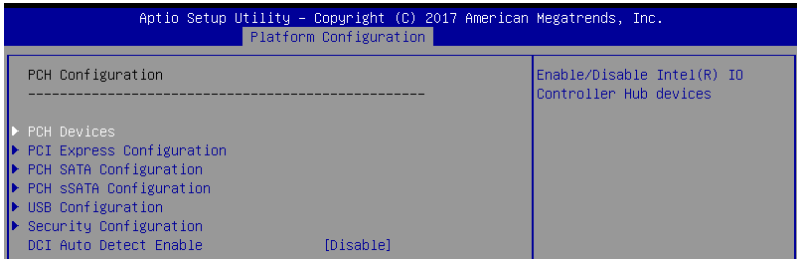 Aptio Setup Utility – Copyright (C) 2017 American Megatrends, Inc.
Platform Configuration
PCH Configuration
--------------------------------------------------
Enable/Disable Intel(R) IO
Controller Hub devices
PCH Devices
PCI Express Configuration
PCH SATA Configuration
PCH sSATA Configuration
USB Configuration
Security Configuration
DCI Auto Detect Enable [Disable]